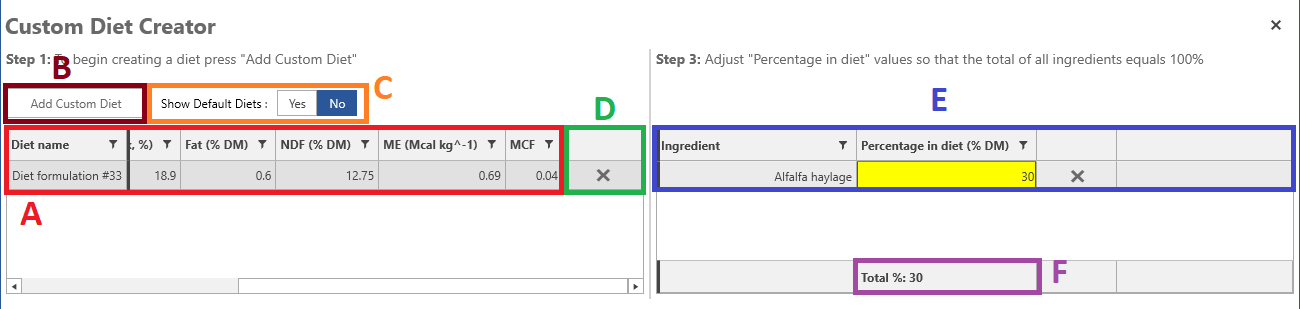 Custom Diet Creator
Step 1: To begin creating a diet press "Add Custom Diet"
B
Add Custom Diet
Show Default Diets :
Yes
No
C
D
Diet name
, %)
Fat (% DM)
NDF (% DM)
ME (Mcal kg^-1)
MCF
Diet formulation #33
18.9
0.6
12.75
0.69
0.04
A
Step 3: Adjust "Percentage in diet" values so that the total of all ingredients equals 100%
E
Ingredient
Percentage in diet (% DM)
Alfalfa haylage
30
Total %: 30
F